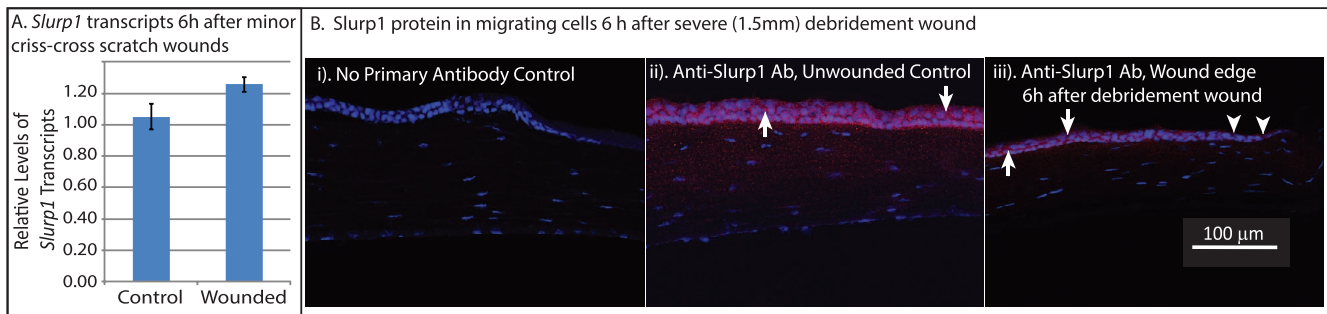 A. Slurp1 transcripts 6h after minor
criss-cross scratch wounds
Relative Levels of
Slurp1 Transcripts
1.20
1.00
0.80
0.60
0.40
0.20
0.00
Control
Wounded
B. Slurp1 protein in migrating cells 6 h after severe (1.5mm) debridement wound
i). No Primary Antibody Control
ii). Anti-Slurp1 Ab, Unwounded Control
iii). Anti-Slurp1 Ab, Wound edge
6h after debridement wound
100 µm